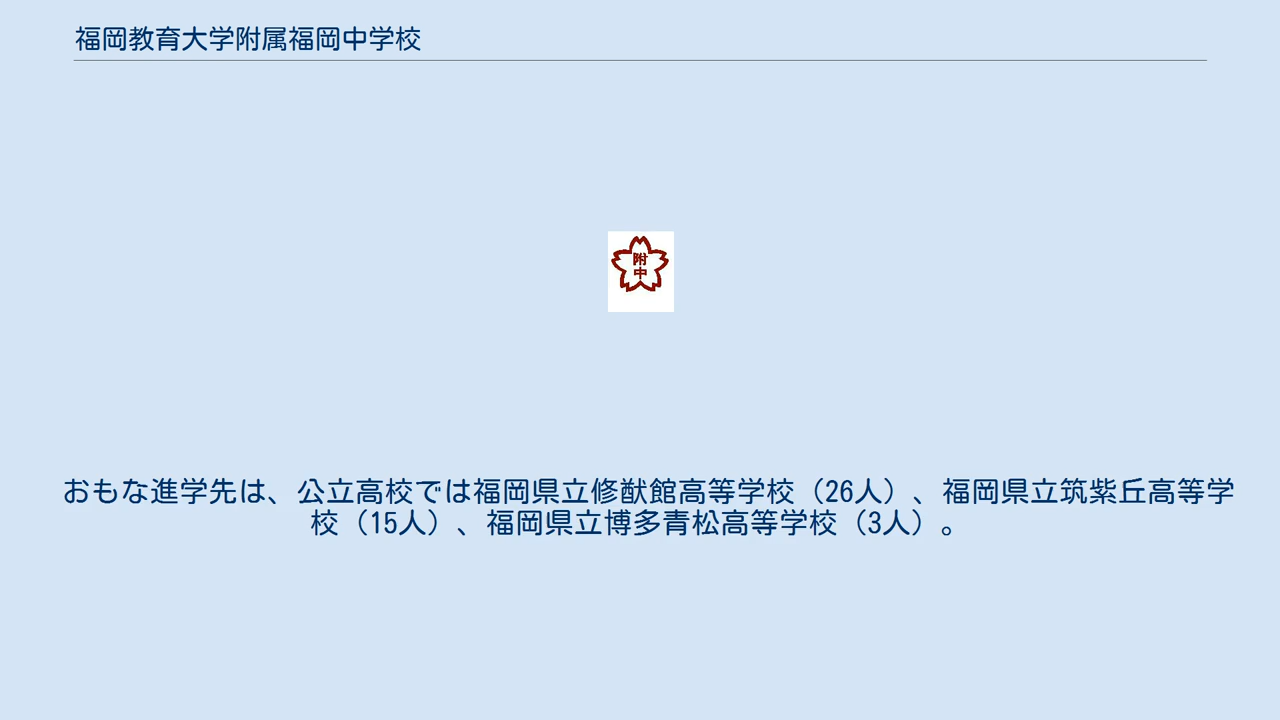 福岡教育大学附属福岡中学校
附
中
おもな進学先は、公立高校では福岡県立修猷館高等学校（26人）、福岡県立筑紫丘高等学
校（15人）、福岡県立博多青松高等学校（3人）。